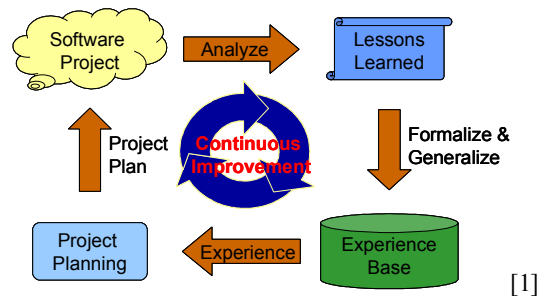 Software
Project
Analyze
Lessons
Learned
Project
Plan
Continuous
Improvement
Formalize &
Generalize
Project
Planning
Experience
Experience
Base
[1]